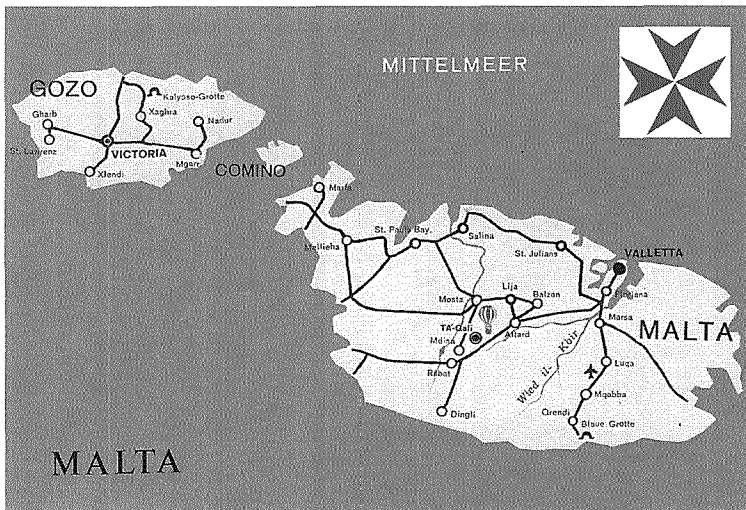 MITTELMEER
GOZO
Kalypso-Grotte
Gharb
Xaghra
Nadur
St. Lawrenz
VICTORIA
Mgarr
Xlendi
COMINO
Marfa
St. Pauls Bay.
Salina
Mellieha
St. Julians
VALLETTA
Floriana
Mosta
Lija
Balzan
Marsa
MALTA
TA'Qali
Attard
Mdina
Rabat
Wied il-Kbir
Luqa
Mqabba
Dingli
Qrendi
Blaue Grotte
MALTA